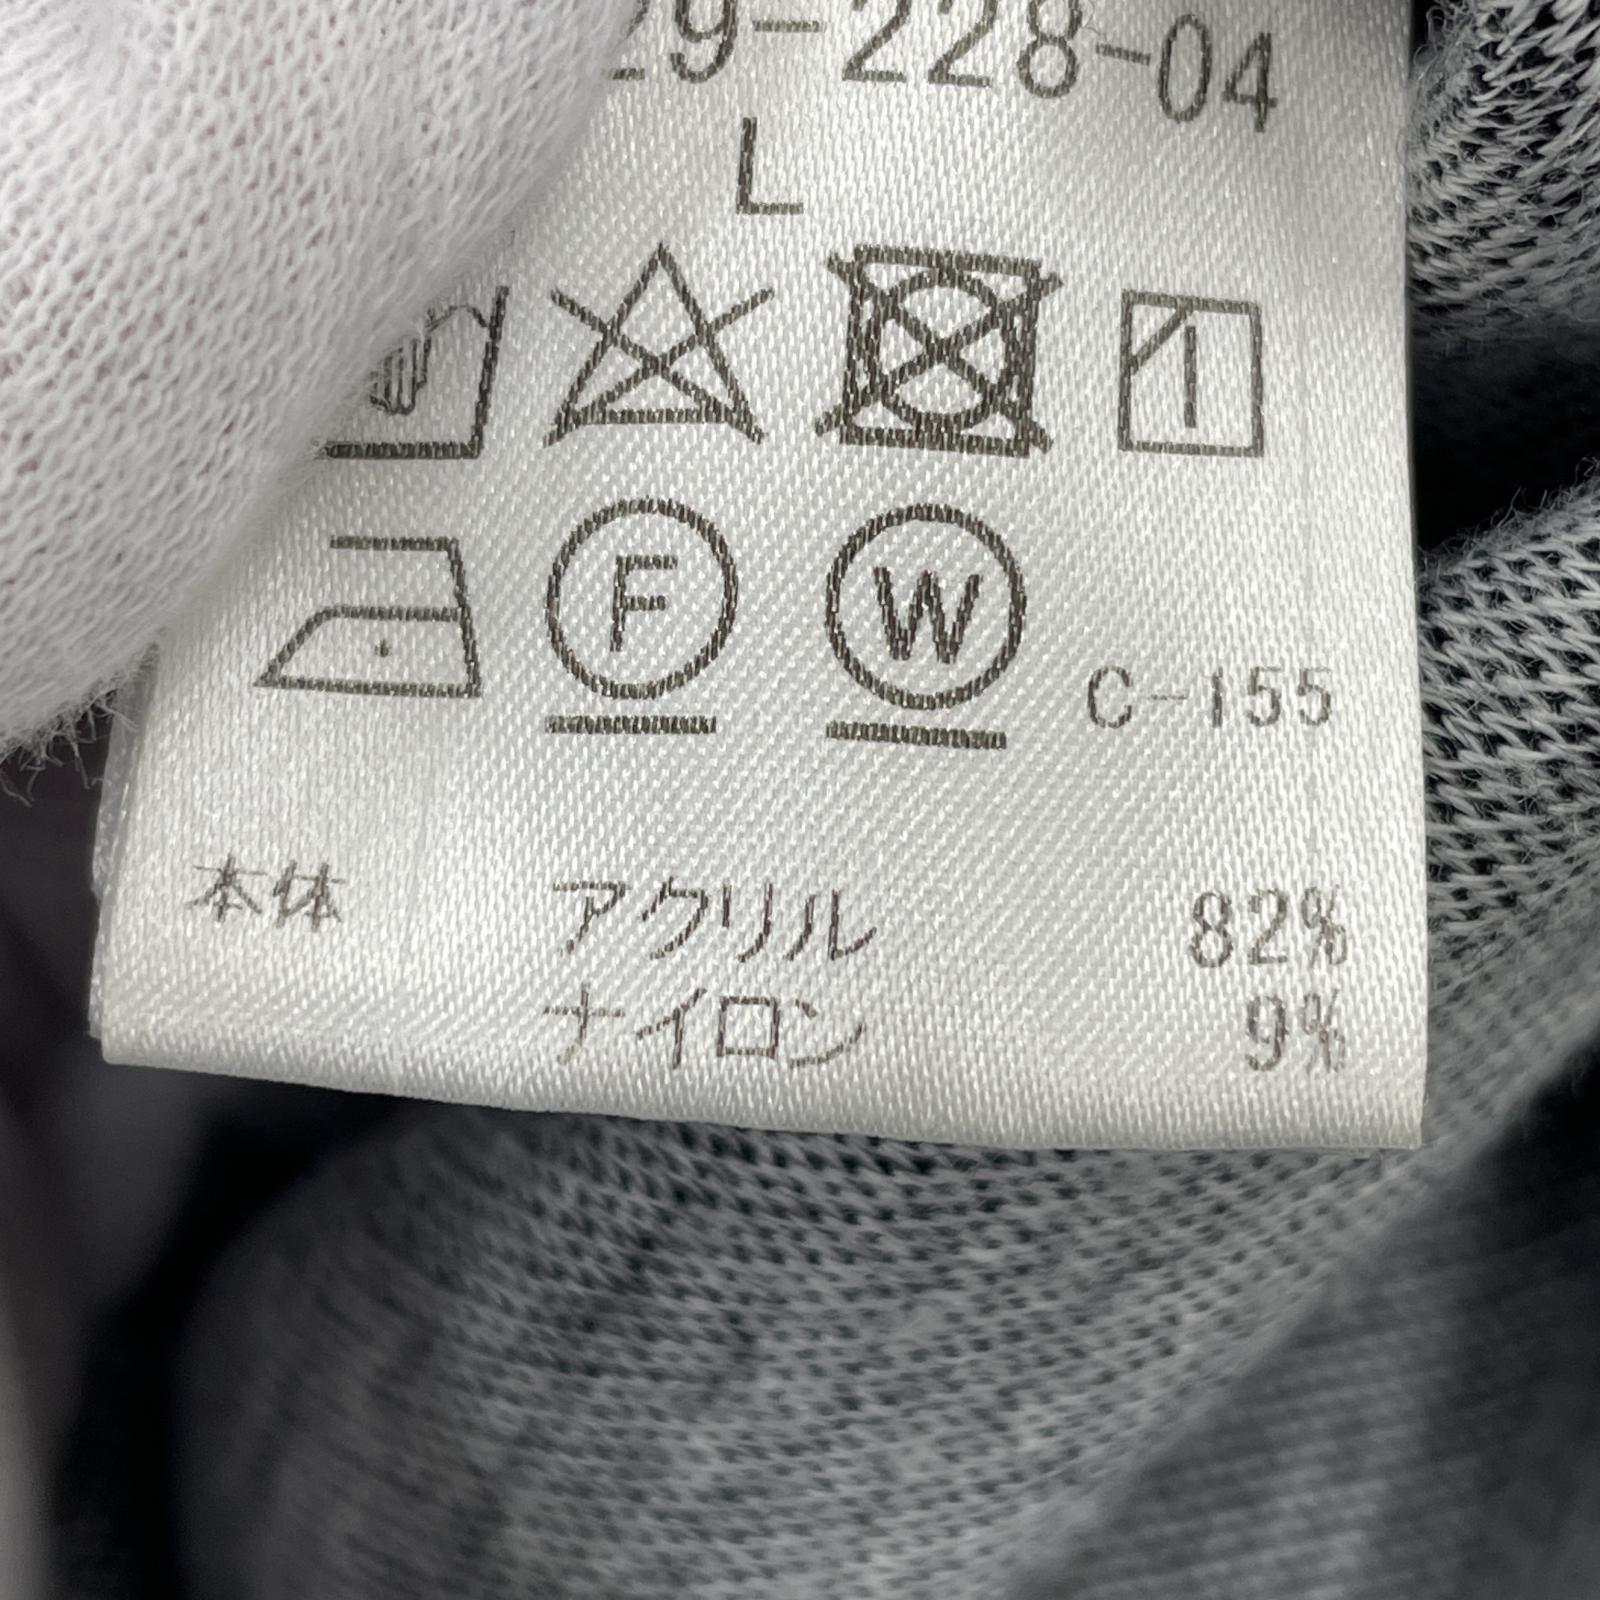 29-228-04
L
F W
C-155
本体 アクリル 82%
ナイロン 9%